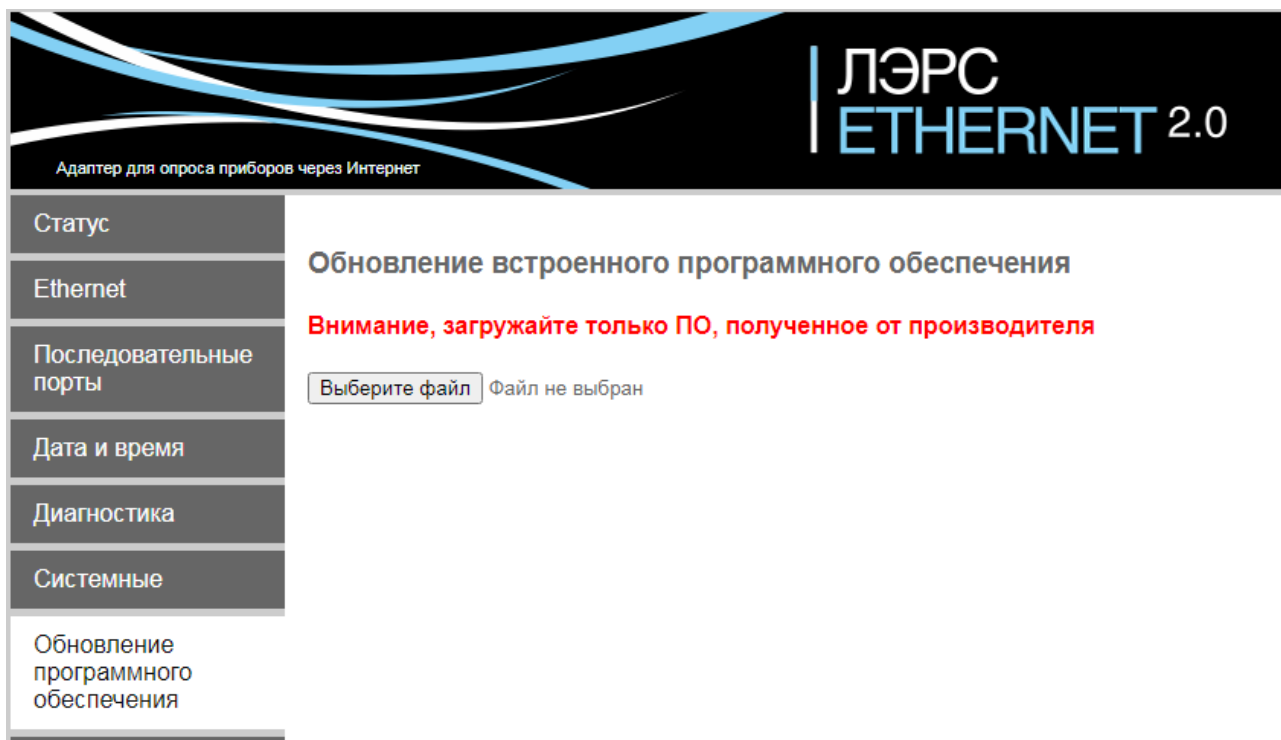 ЛЭРС
ETHERNET 2.0
Адаптер для опроса приборов через Интернет
Статус
Ethernet
Последовательные
порты
Дата и время
Диагностика
Системные
Обновление
программного
обеспечения
Обновление встроенного программного обеспечения
Внимание, загружайте только ПО, полученное от производителя
Выберите файл Файл не выбран